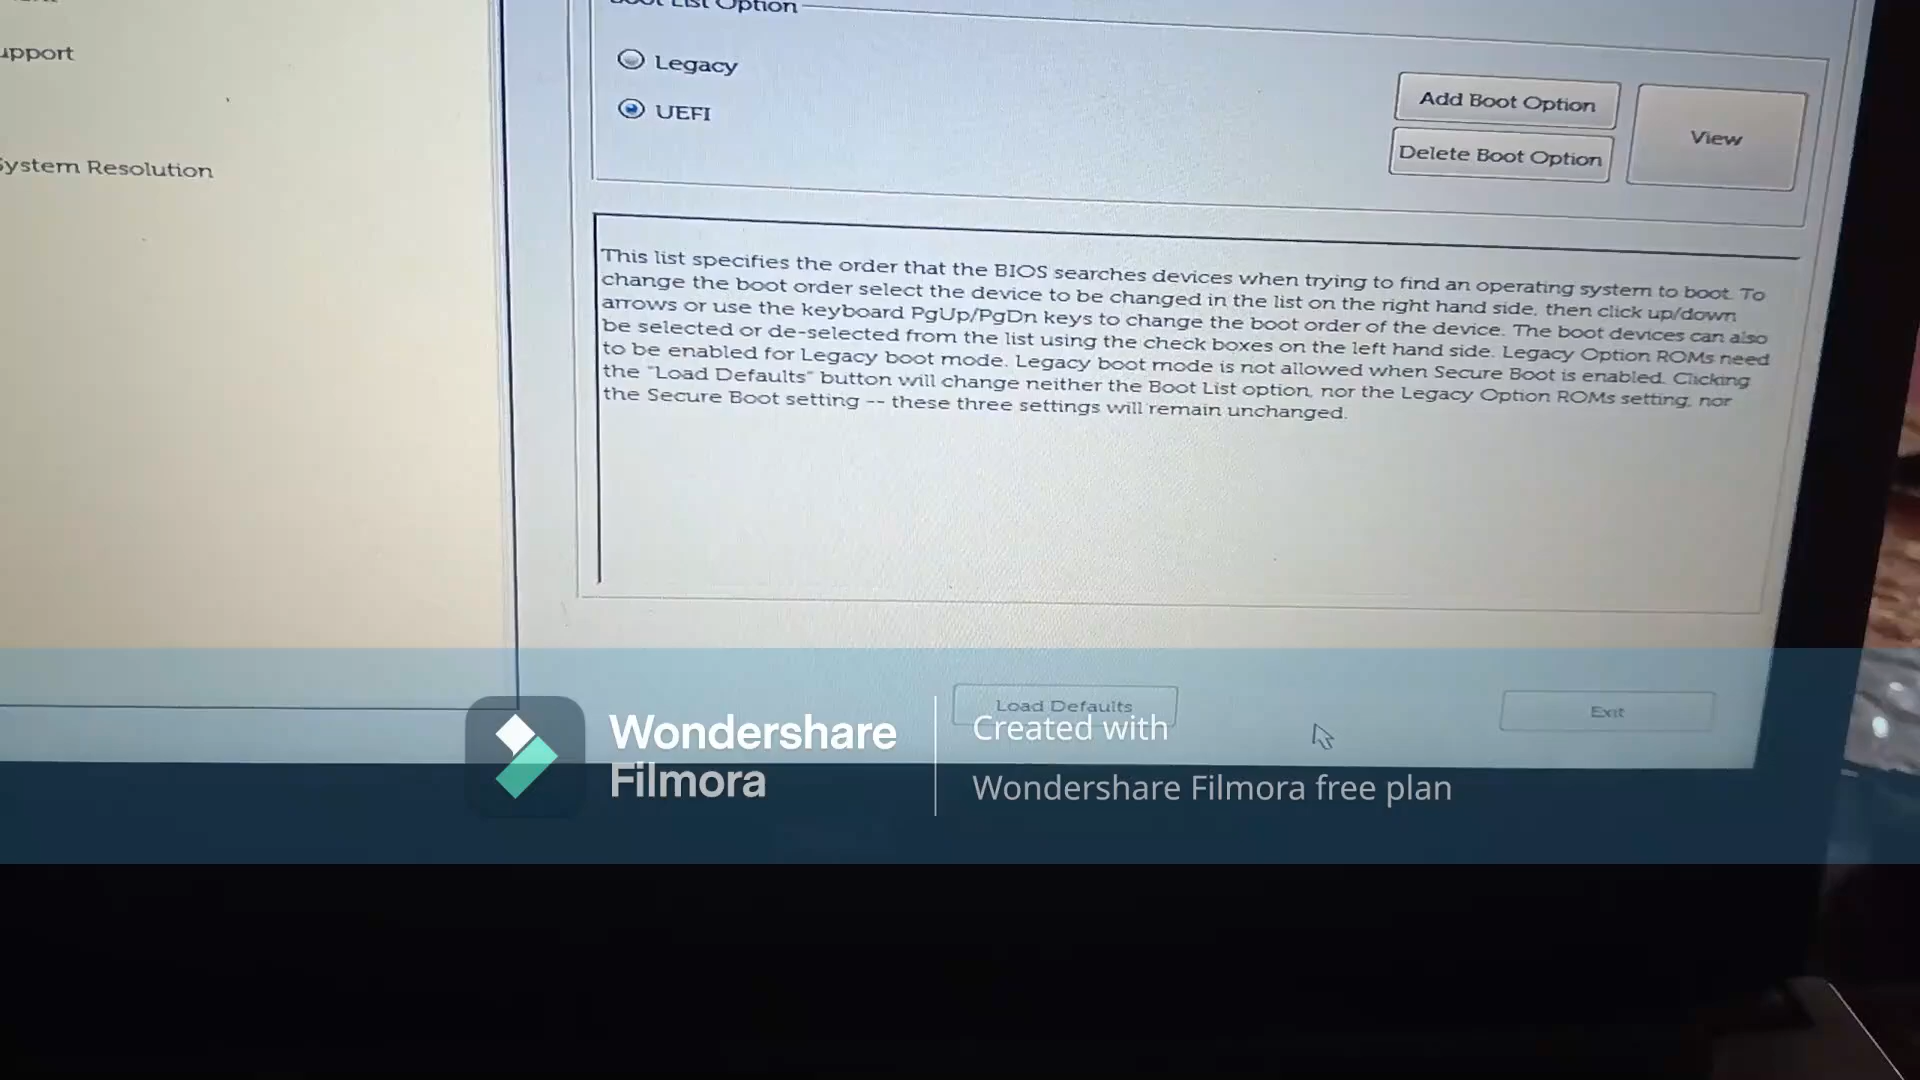 List Option
Legacy
UEFI
Add Boot Option
Delete Boot Option
View
System Resolution
This list specifies the order that the BIOS searches devices when trying to find an operating system to boot. To
change the boot order select the device to be changed in the list on the right hand side, then click up/down
arrows or use the keyboard PgUp/PgDn keys to change the boot order of the device. The boot devices can also
be selected or de-selected from the list using the check boxes on the left hand side. Legacy Option ROMs need
to be enabled for Legacy boot mode. Legacy boot mode is not allowed when Secure Boot is enabled. Clicking
the "Load Defaults" button will change neither the Boot List option, nor the Legacy Option ROMs setting, nor
the Secure Boot setting -- these three settings will remain unchanged.
Load Defaults
Exit
Wondershare
Filmora
Created with
Wondershare Filmora free plan